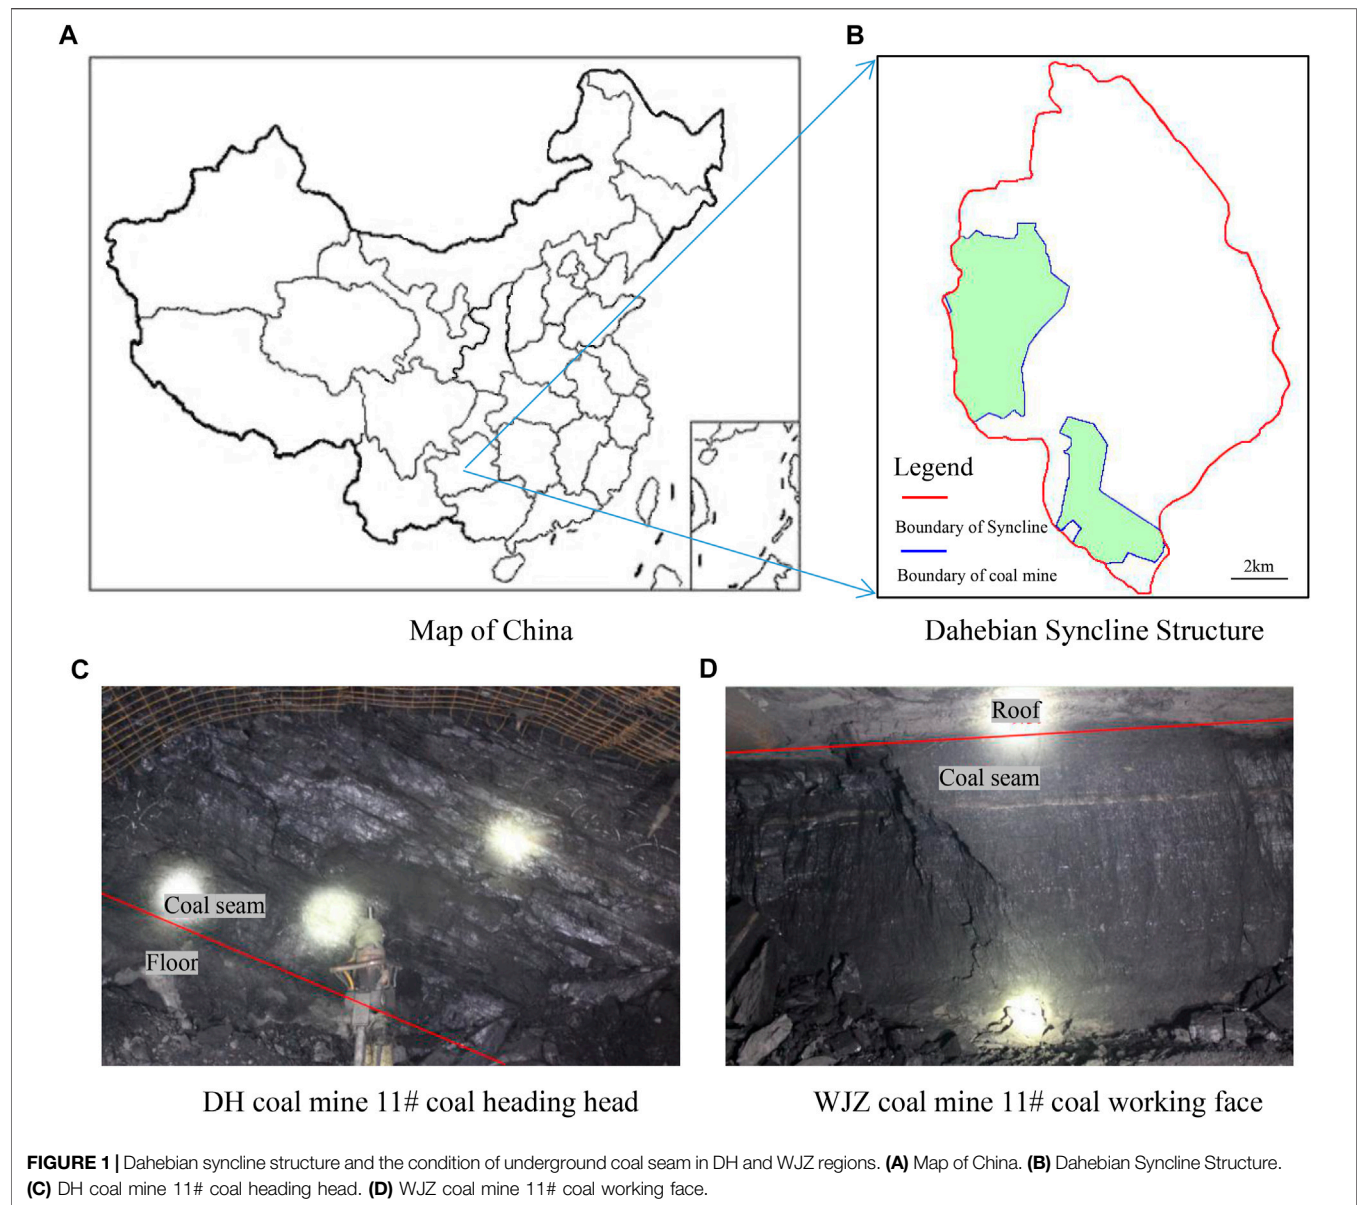 A
B
Legend
Boundary of Syncline
Boundary of coal mine
2km
Map of China
Dahebian Syncline Structure
C
D
Coal seam
Floor
Roof
Coal seam
DH coal mine 11# coal heading head
WJZ coal mine 11# coal working face
FIGURE 1 | Dahebian syncline structure and the condition of underground coal seam in DH and WJZ regions. (A) Map of China. (B) Dahebian Syncline Structure.
(C) DH coal mine 11# coal heading head. (D) WJZ coal mine 11# coal working face.